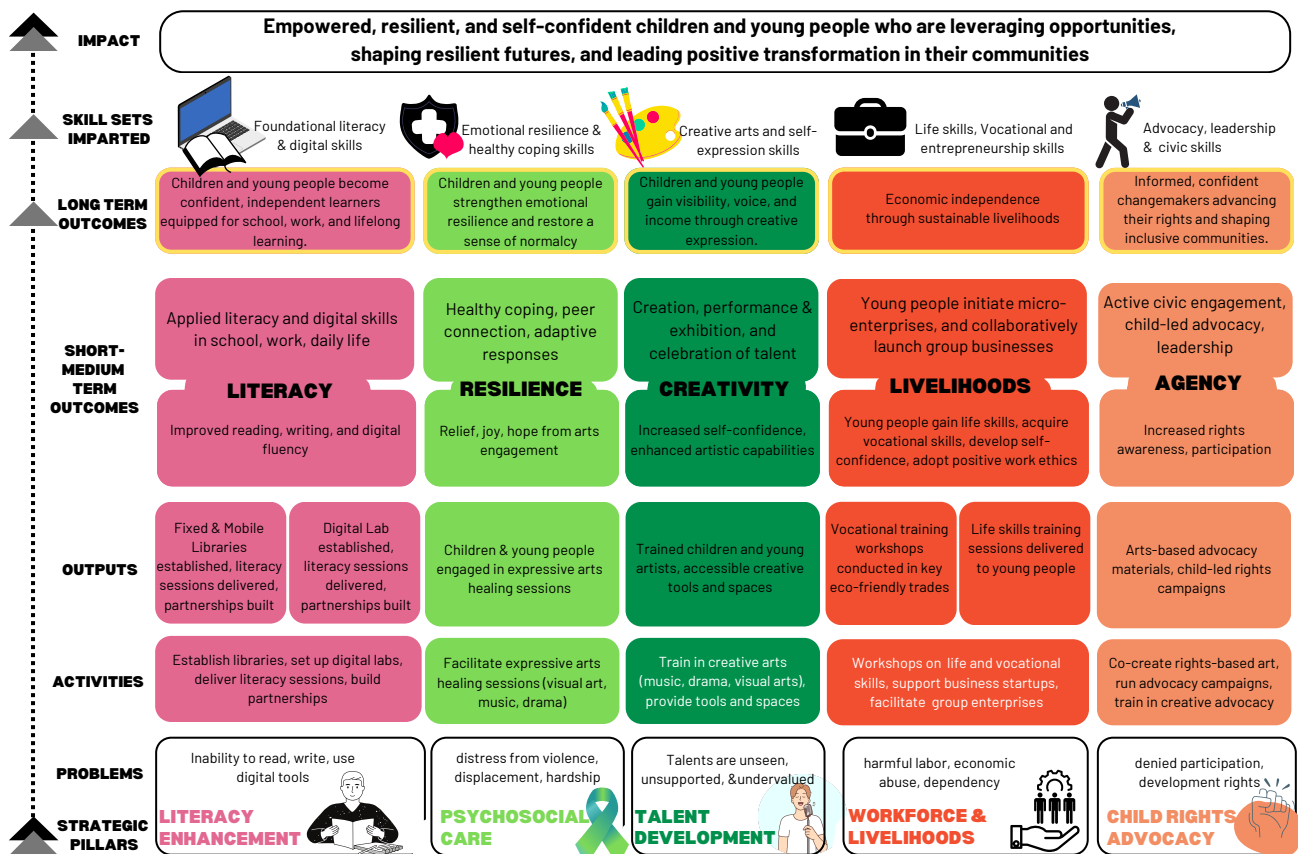 IMPACT
Empowered, resilient, and self-confident children and young people who are leveraging opportunities,
shaping resilient futures, and leading positive transformation in their communities
SKILL SETS
IMPARTED
Foundational literacy
& digital skills
Emotional resilience &
healthy coping skills
Creative arts and self-
expression skills
Life skills, Vocational and
entrepreneurship skills
Advocacy, leadership
& civic skills
LONG TERM
OUTCOMES
Children and young people become
confident, independent learners
equipped for school, work, and lifelong
learning.
Children and young people
strengthen emotional
resilience and restore a
sense of normalcy
Children and young people
gain visibility, voice, and
income through creative
expression.
Economic independence
through sustainable livelihoods
Informed, confident
changemakers advancing
their rights and shaping
inclusive communities.
SHORT-
MEDIUM
TERM
OUTCOMES
Applied literacy and digital skills
in school, work, daily life
Healthy coping, peer
connection, adaptive
responses
Creation, performance &
exhibition, and
celebration of talent
Young people initiate micro-
enterprises, and collaboratively
launch group businesses
Active civic engagement,
child-led advocacy,
leadership
LITERACY
RESILIENCE
CREATIVITY
LIVELIHOODS
AGENCY
Improved reading, writing, and digital
fluency
Relief, joy, hope from arts
engagement
Increased self-confidence,
enhanced artistic capabilities
Young people gain life skills, acquire
vocational skills, develop self-
confidence, adopt positive work ethics
Increased rights
awareness, participation
OUTPUTS
Fixed & Mobile
Libraries
established, literacy
sessions delivered,
partnerships built
Digital Lab
established,
literacy sessions
delivered,
partnerships built
Children & young people
engaged in expressive arts
healing sessions
Trained children and young
artists, accessible creative
tools and spaces
Vocational training
workshops
conducted in key
eco-friendly trades
Life skills training
sessions delivered
to young people
Arts-based advocacy
materials, child-led rights
campaigns
ACTIVITIES
Establish libraries, set up digital labs,
deliver literacy sessions, build
partnerships
Facilitate expressive arts
healing sessions (visual art,
music, drama)
Train in creative arts
(music, drama, visual arts),
provide tools and spaces
Workshops on life and vocational
skills, support business startups,
facilitate group enterprises
Co-create rights-based art,
run advocacy campaigns,
train in creative advocacy
PROBLEMS
Inability to read, write, use
digital tools
distress from violence,
displacement, hardship
Talents are unseen,
unsupported, &undervalued
harmful labor, economic
abuse, dependency
denied participation,
development rights
STRATEGIC
PILLARS
LITERACY
ENHANCEMENT
PSYCHOSOCIAL
CARE
TALENT
DEVELOPMENT
WORKFORCE &
LIVELIHOODS
CHILD RIGHTS
ADVOCACY